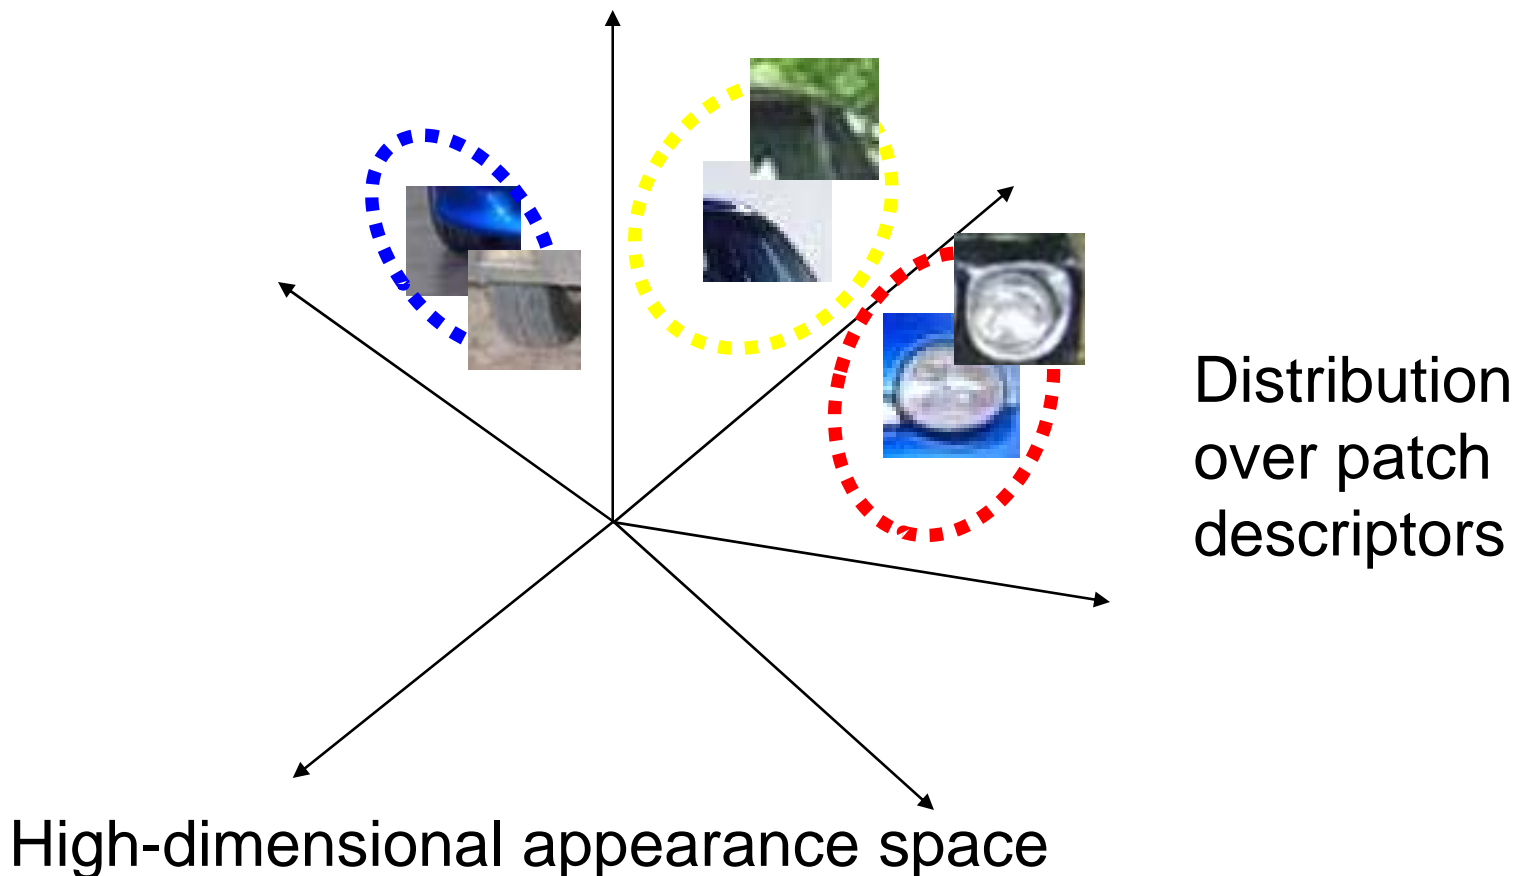 Distribution
over patch
descriptors
High-dimensional appearance space